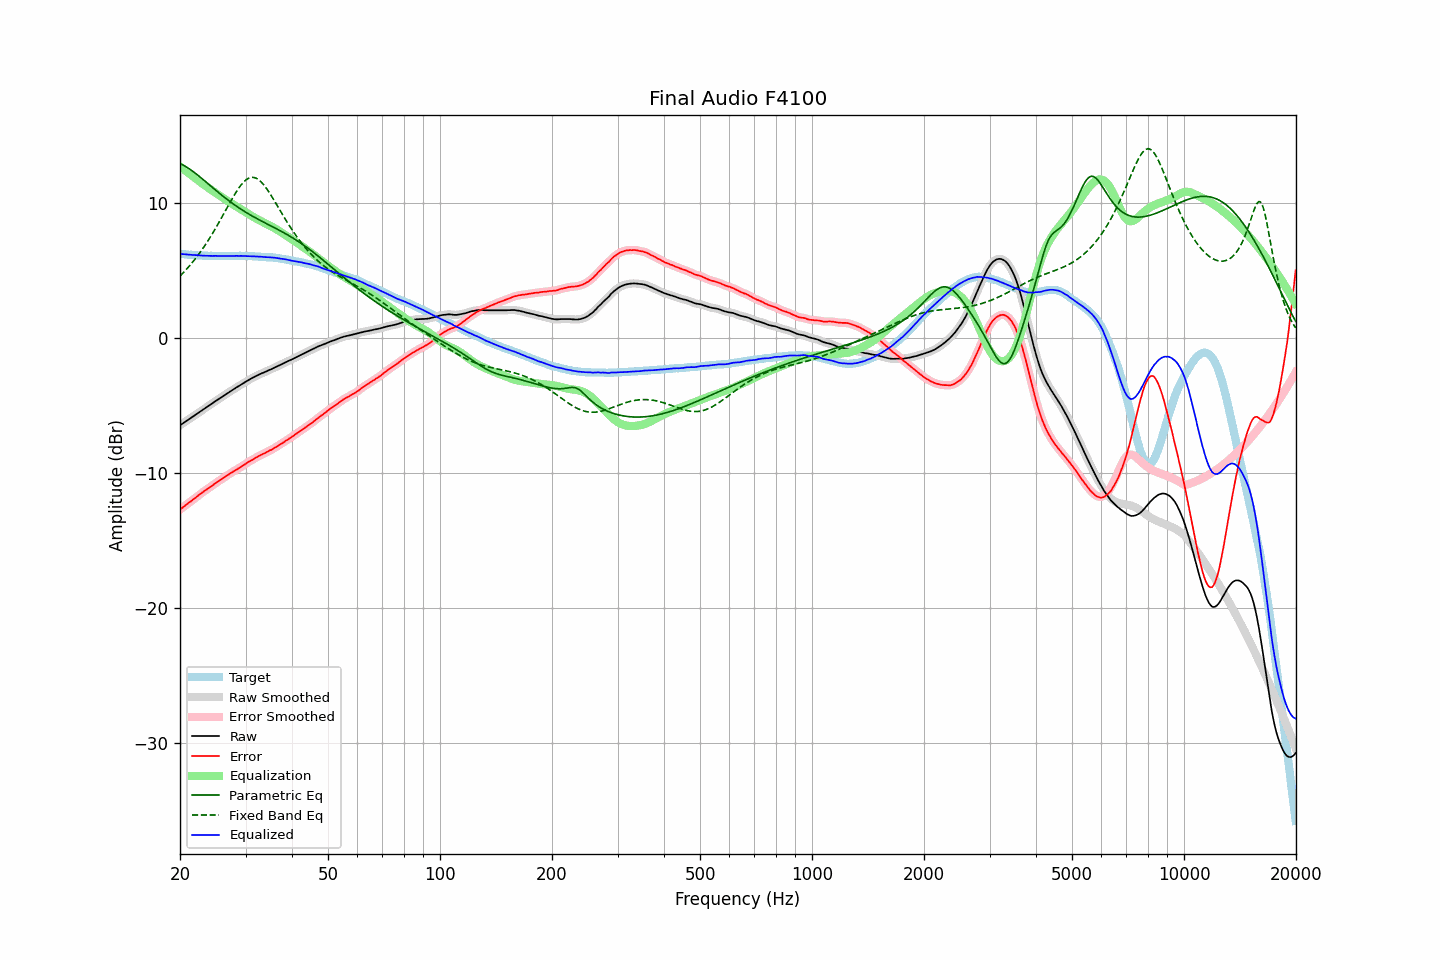 Final Audio F4100
Amplitude (dBr)
10
0
−10
−20
−30
Target
Raw Smoothed
Error Smoothed
Raw
Error
Equalization
Parametric Eq
Fixed Band Eq
Equalized
20 50 100 200 500 1000 2000 5000 10000 20000
Frequency (Hz)